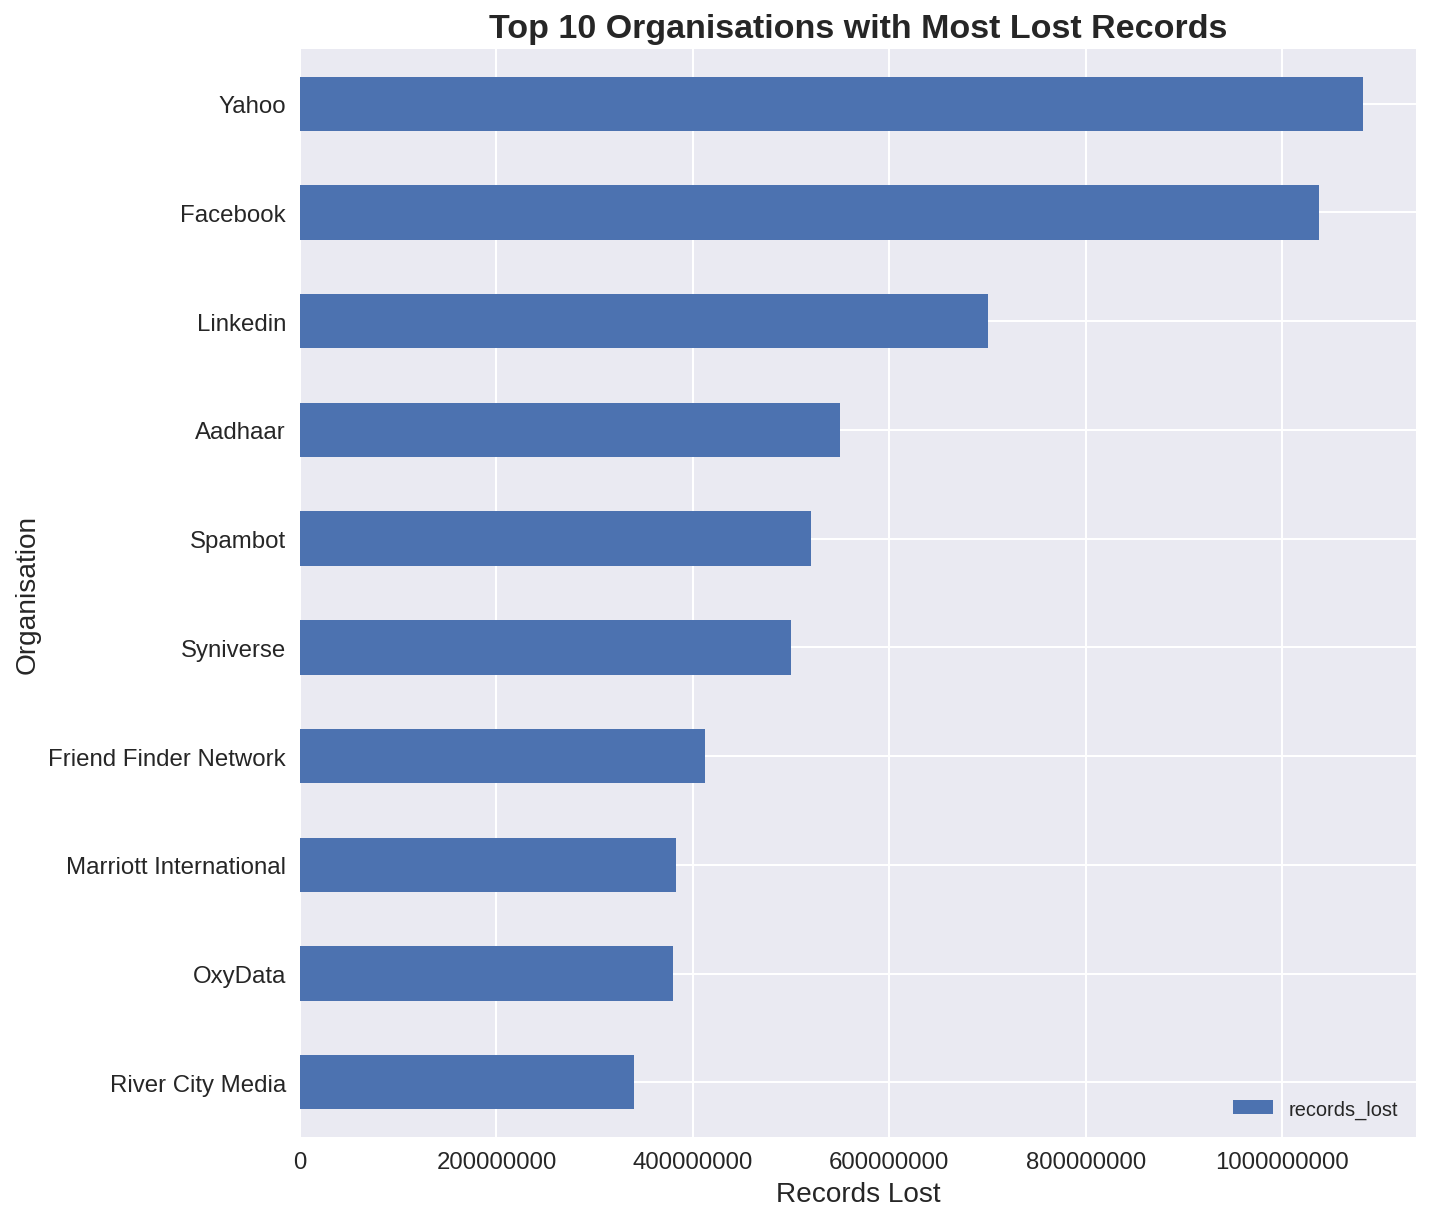 Top 10 Organisations with Most Lost Records
Organisation
Yahoo
Facebook
Linkedin
Aadhaar
Spambot
Syniverse
Friend Finder Network
Marriott International
OxyData
River City Media
records_lost
0 200000000 400000000 600000000 800000000 1000000000
Records Lost